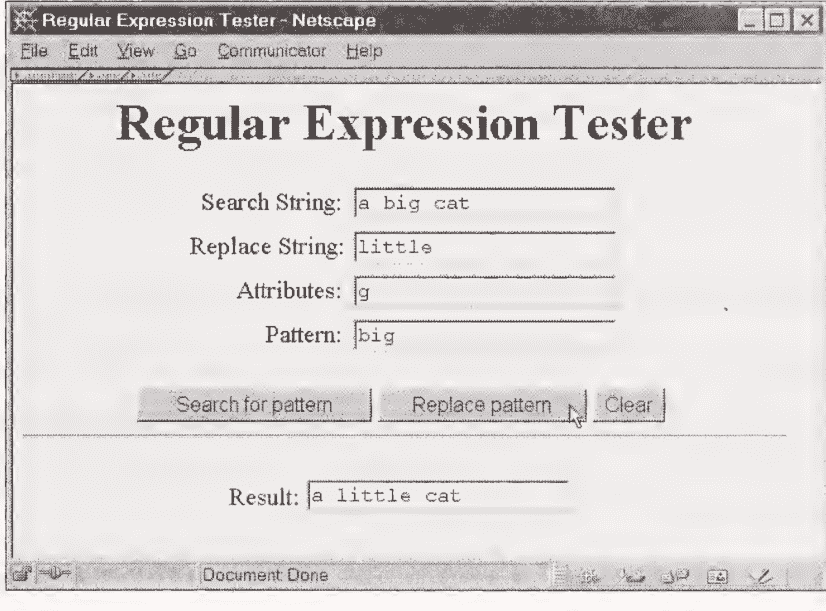 Regular Expression Tester - Netscape
File Edit View Go Communicator Help
Regular Expression Tester
Search String: a big cat
Replace String: little
Attributes: g
Pattern: big
Search for pattern Replace pattern Clear
Result: a little cat
Document: Done